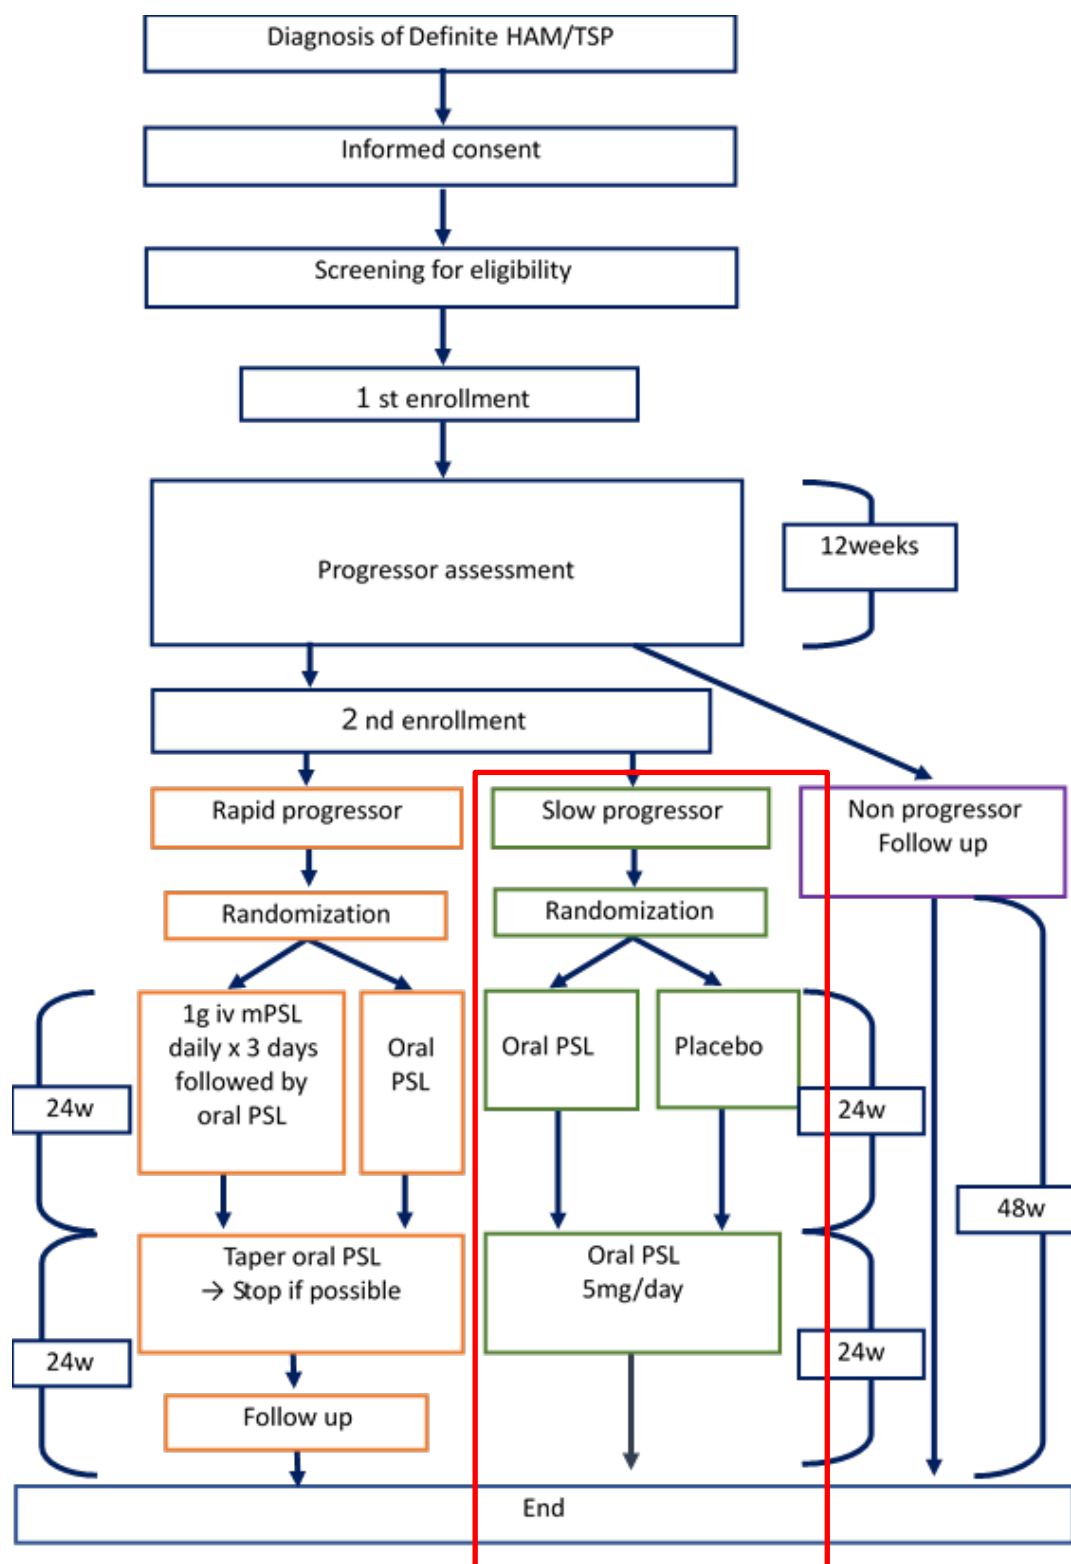 Diagnosis of Definite HAM/TSP
Informed consent
Screening for eligibility
1 st enrollment
Progressor assessment
12weeks
2 nd enrollment
Rapid progressor
Slow progressor
Non progressor
Follow up
Randomization
Randomization
1g iv mPSL
daily x 3 days
followed by
oral PSL
Oral
PSL
Oral PSL
Placebo
24w
24w
48w
Taper oral PSL
→ Stop if possible
Oral PSL
5mg/day
24w
24w
Follow up
End